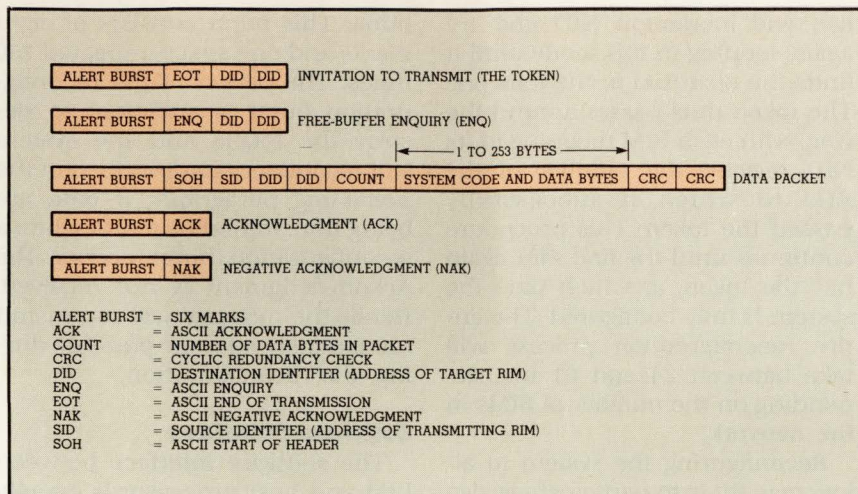 ALERT BURST EOT DID DID INVITATION TO TRANSMIT (THE TOKEN)
ALERT BURST ENQ DID DID FREE-BUFFER ENQUIRY (ENQ)
1 TO 253 BYTES
ALERT BURST SOH SID DID DID COUNT SYSTEM CODE AND DATA BYTES CRC CRC DATA PACKET
ALERT BURST ACK ACKNOWLEDGMENT (ACK)
ALERT BURST NAK NEGATIVE ACKNOWLEDGMENT (NAK)
ALERT BURST = SIX MARKS
ACK = ASCII ACKNOWLEDGMENT
COUNT = NUMBER OF DATA BYTES IN PACKET
CRC = CYCLIC REDUNDANCY CHECK
DID = DESTINATION IDENTIFIER (ADDRESS OF TARGET RIM)
ENQ = ASCII ENQUIRY
EOT = ASCII END OF TRANSMISSION
NAK = ASCII NEGATIVE ACKNOWLEDGMENT
SID = SOURCE IDENTIFIER (ADDRESS OF TRANSMITTING RIM)
SOH = ASCII START OF HEADER